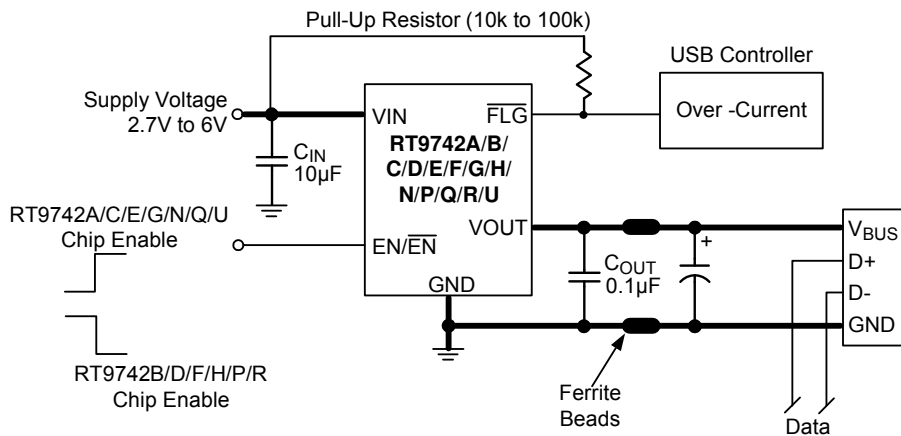 Pull-Up Resistor (10k to 100k)
USB Controller
Supply Voltage
2.7V to 6V
VIN
FLG
Over -Current
RT9742A/B/
C/D/E/F/G/H/
N/P/Q/R/U
CIN
10µF
RT9742A/C/E/G/N/Q/U
Chip Enable
EN/EN
VOUT
GND
COUT
0.1µF
+
VBUS
D+
D-
GND
RT9742B/D/F/H/P/R
Chip Enable
Ferrite
Beads
Data